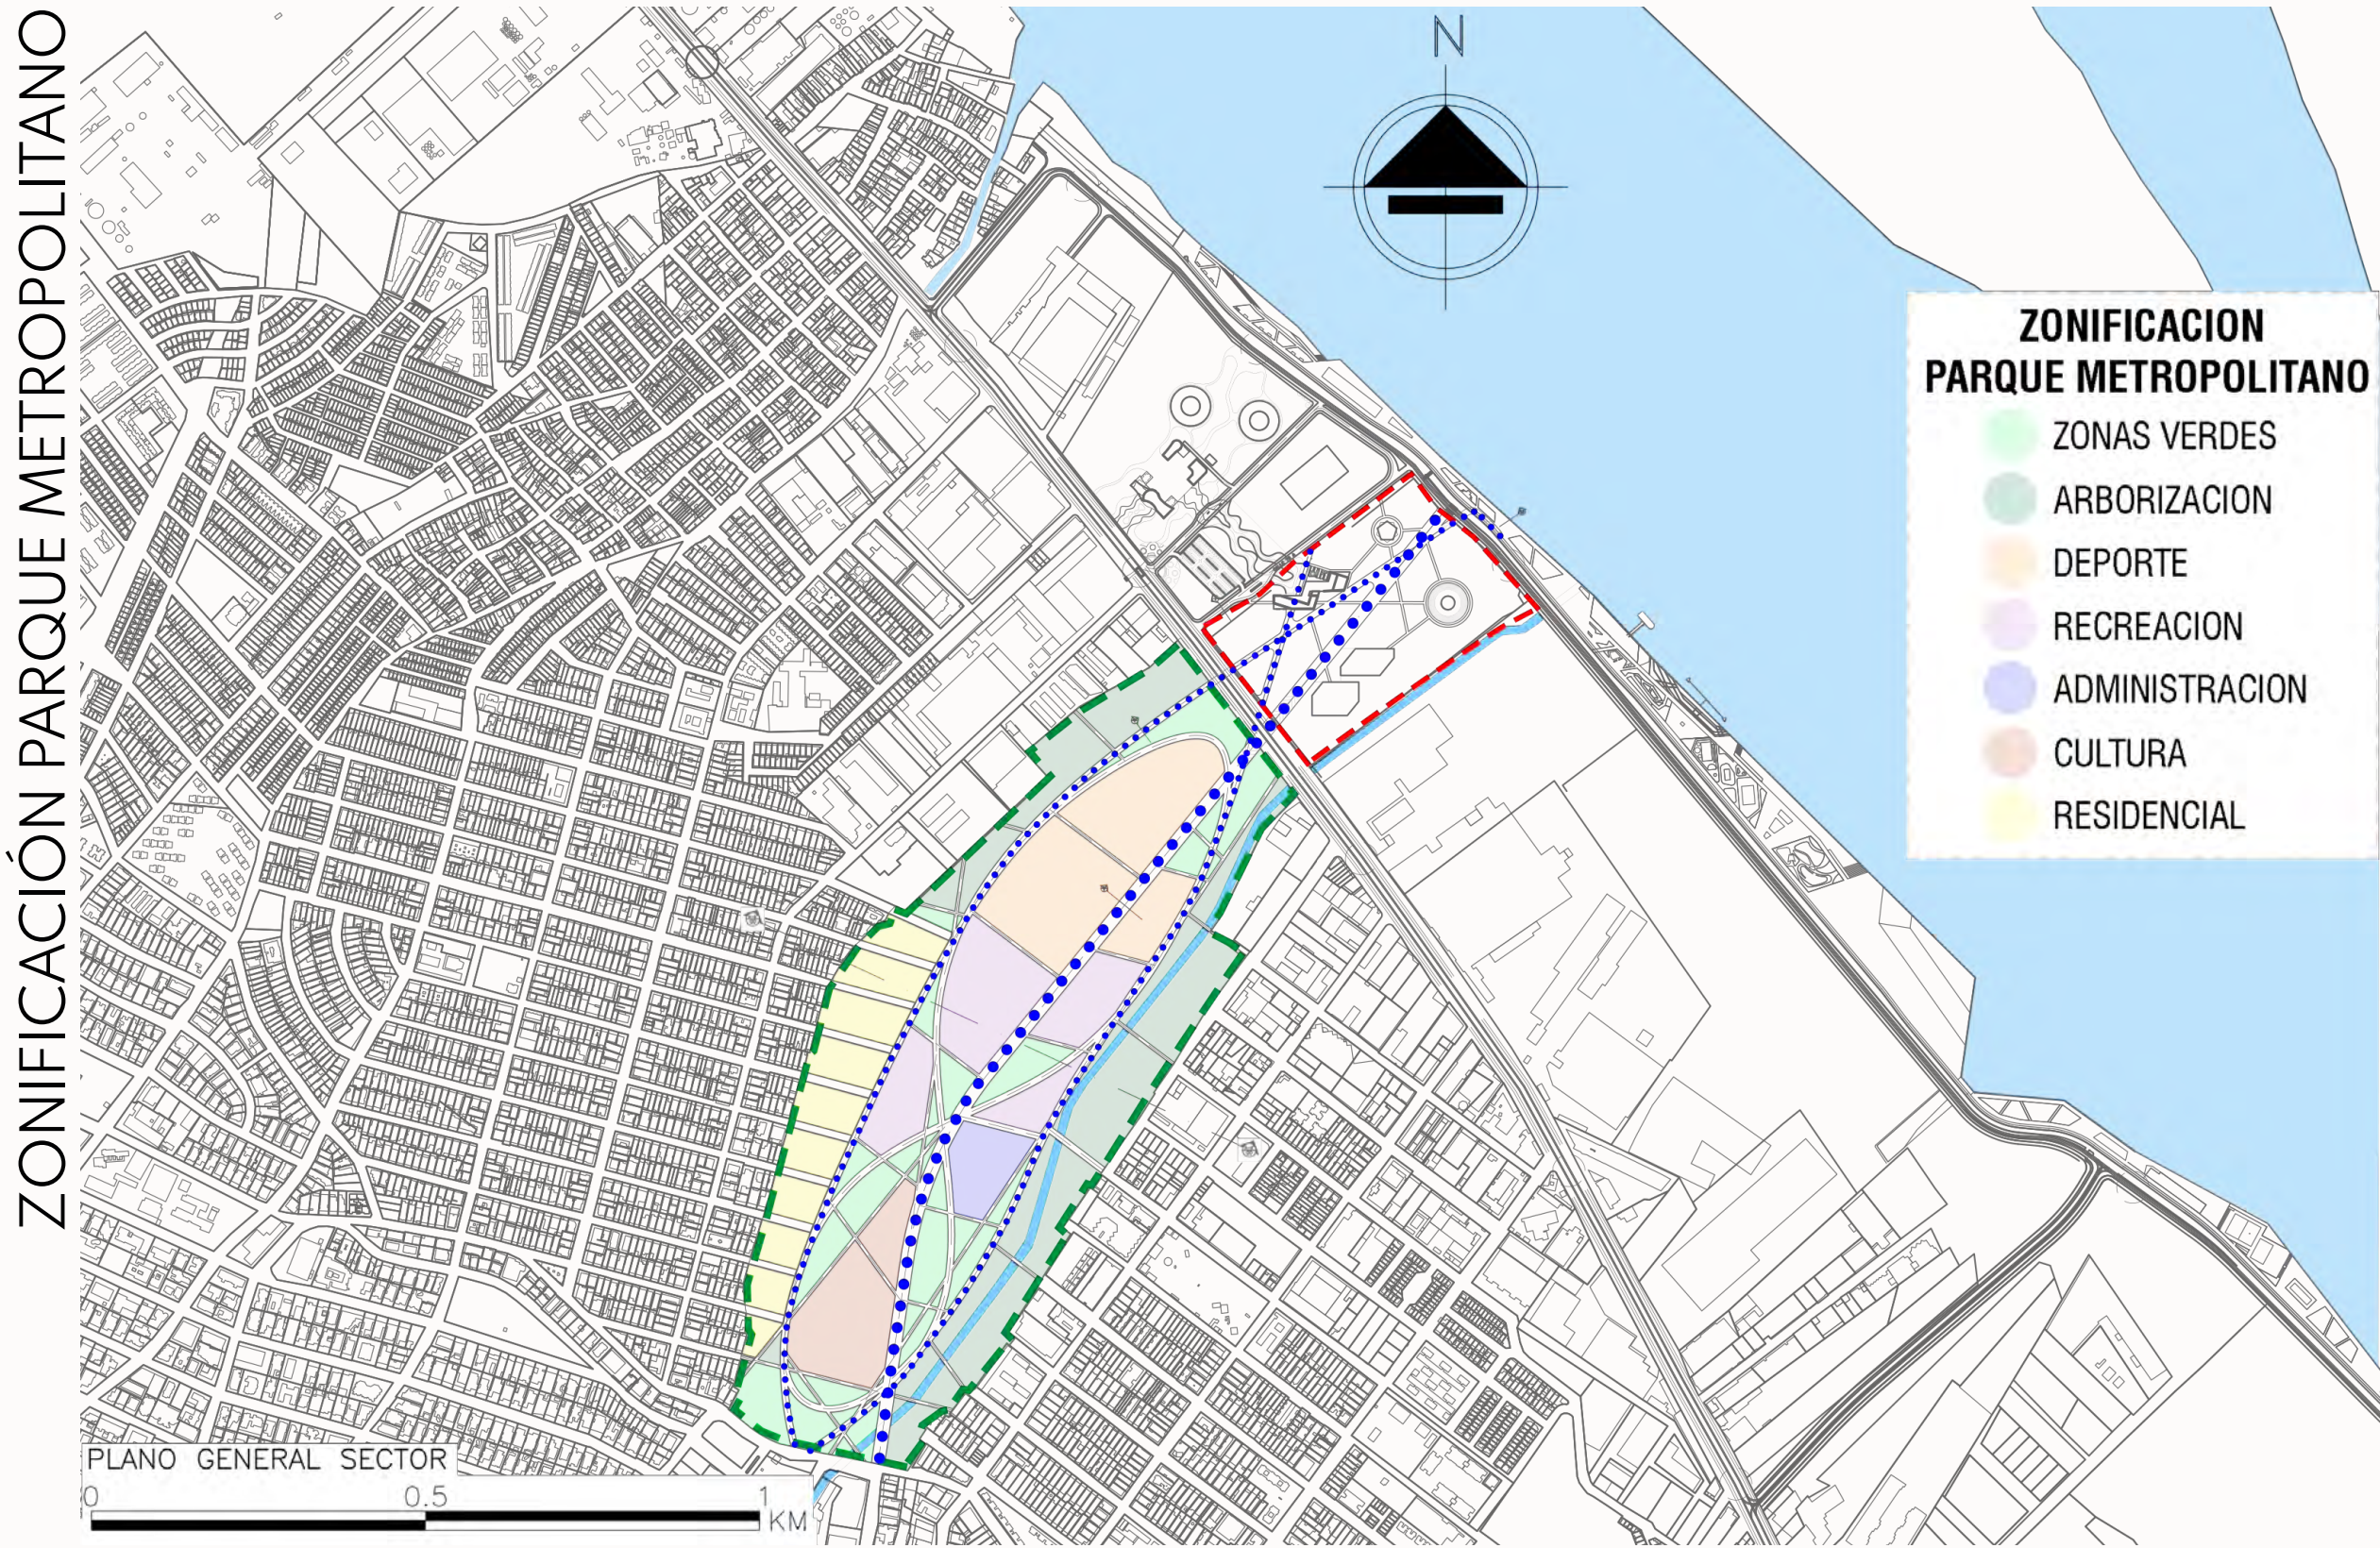 ZONIFICACIÓN PARQUE METROPOLITANO
N
ZONIFICACION
PARQUE METROPOLITANO
ZONAS VERDES
ARBORIZACION
DEPORTE
RECREACION
ADMINISTRACION
CULTURA
RESIDENCIAL
PLANO GENERAL SECTOR
0 0.5 1
KM